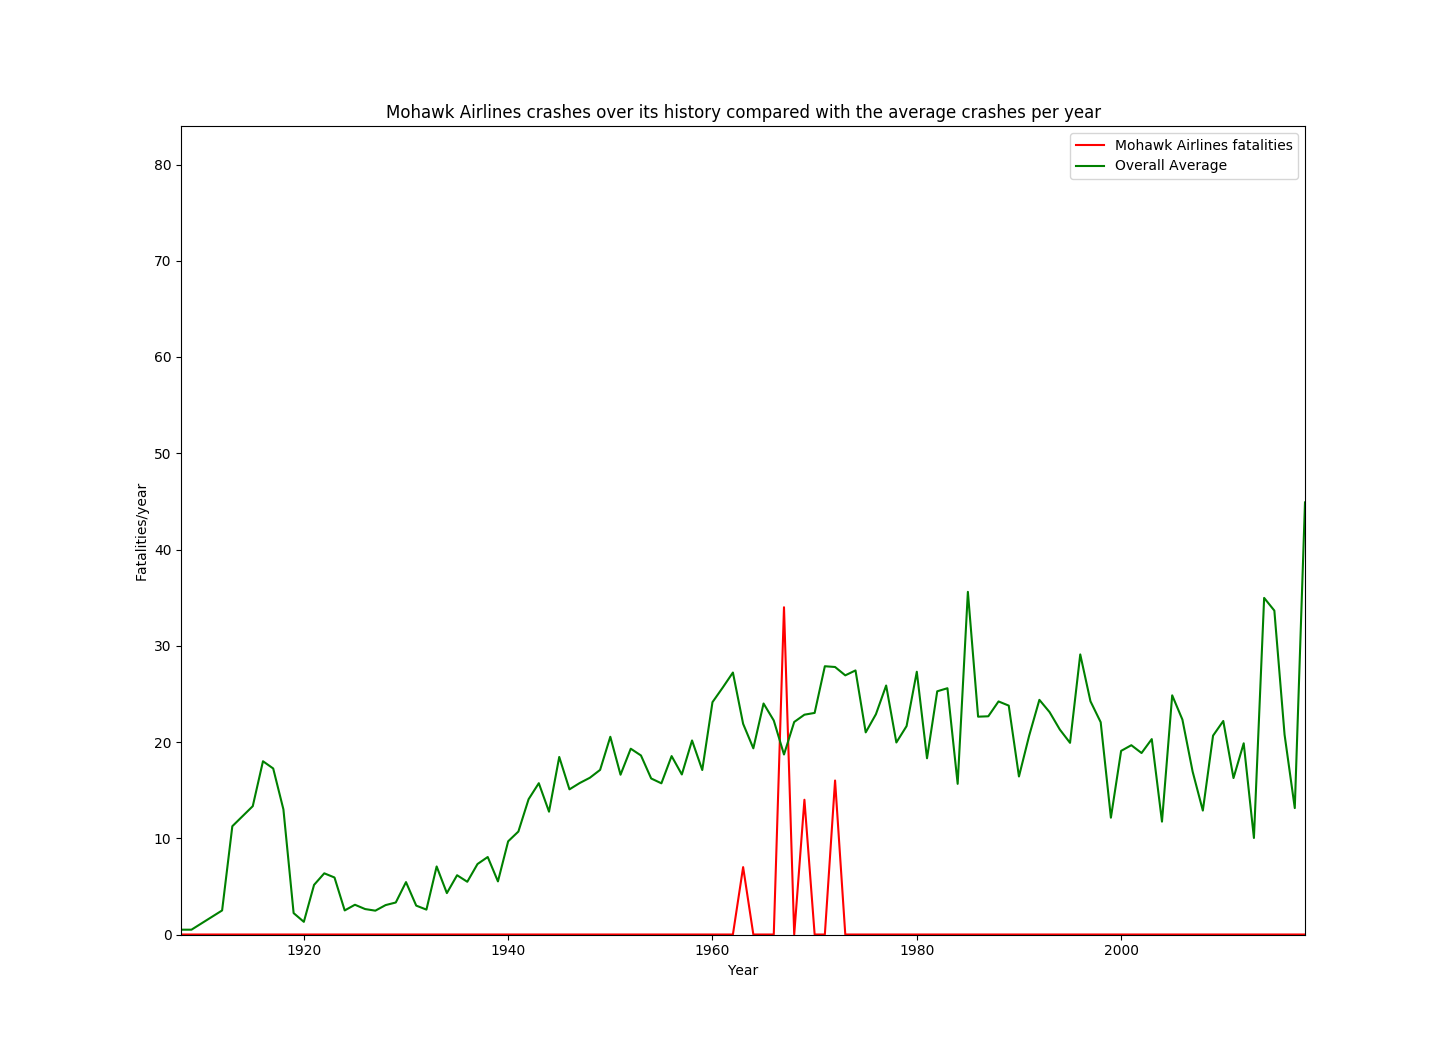 Mohawk Airlines crashes over its history compared with the average crashes per year
Mohawk Airlines fatalities
Overall Average
80
70
60
50
40
30
20
10
0
Fatalities/year
1920 1940 1960 1980 2000
Year